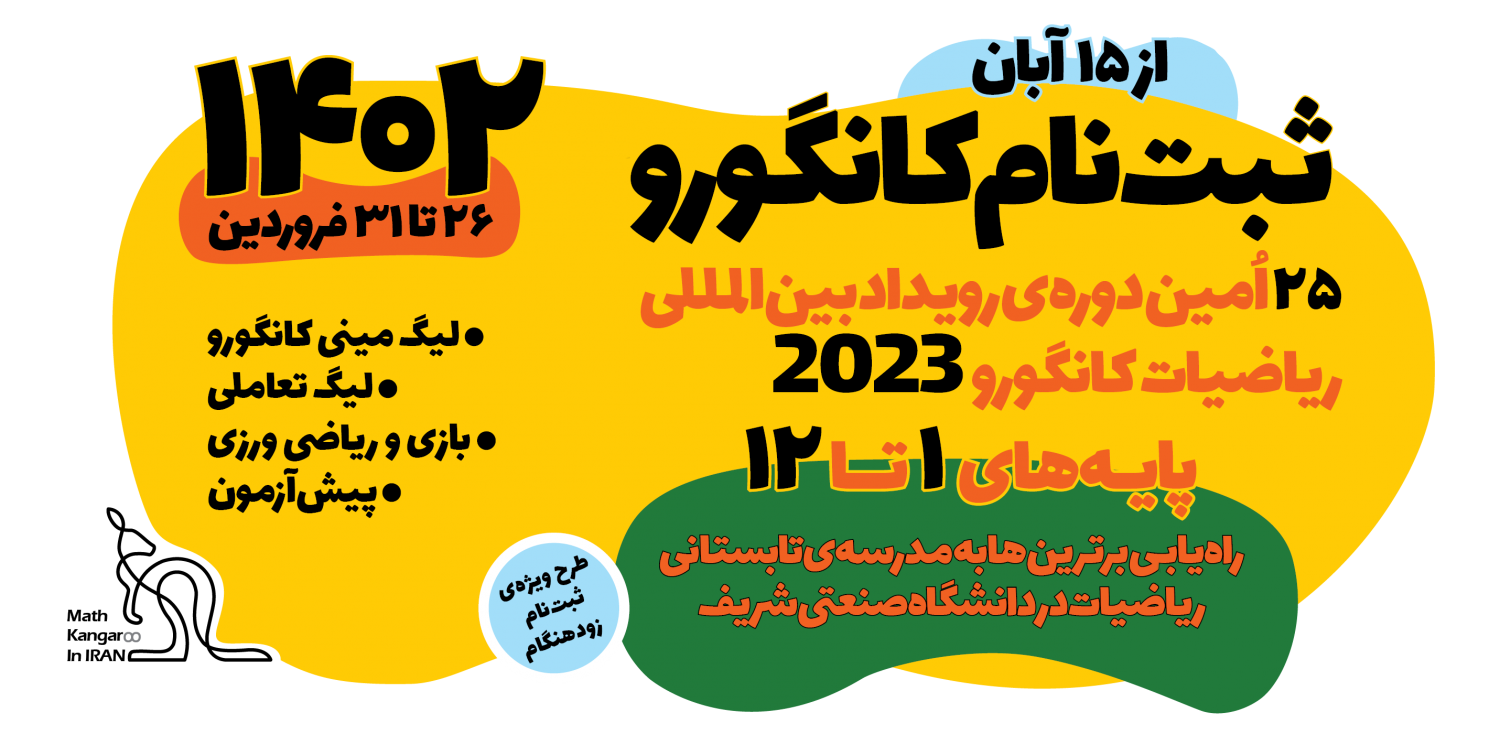 از ۱۵ آبان
ثبت نام کانگورو
۲۵ اُمین دوره‌ی رویداد بین‌المللی
ریاضیات کانگورو 2023
پایه‌های ۱ تا ۱۲
راه‌یابی برترین‌ها به مدرسه‌ی تابستانی
ریاضیات در دانشگاه صنعتی شریف
۱۴۰۲
۲۶ تا ۳۱ فروردین
● لیگ مینی کانگورو
● لیگ تعاملی
● بازی و ریاضی ورزی
● پیش‌آزمون
طرح ویژه‌ی
ثبت‌نام
زودهنگام
Math
Kangaroo
In IRAN